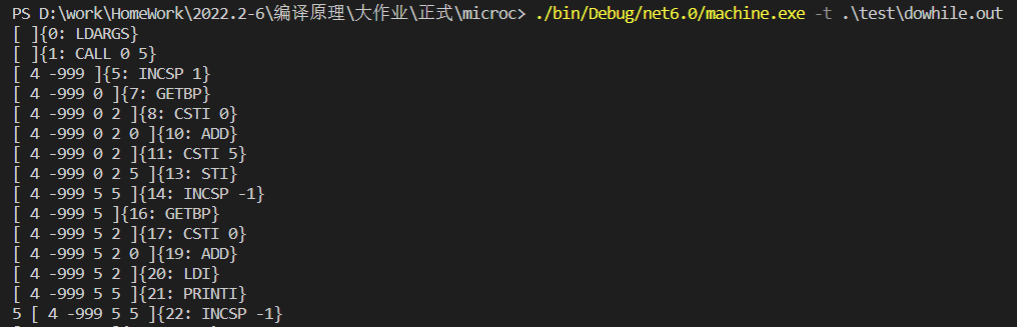 PS D:\work\HomeWork\2022.2-6\编译原理\大作业\正式\microc> ./bin/Debug/net6.0/machine.exe -t .\test\dowhile.out
[ ]{0: LDARGS}
[ ]{1: CALL 0 5}
[ 4 -999 ]{5: INCSP 1}
[ 4 -999 0 ]{7: GETBP}
[ 4 -999 0 2 ]{8: CSTI 0}
[ 4 -999 0 2 0 ]{10: ADD}
[ 4 -999 0 2 ]{11: CSTI 5}
[ 4 -999 0 2 5 ]{13: STI}
[ 4 -999 5 5 ]{14: INCSP -1}
[ 4 -999 5 ]{16: GETBP}
[ 4 -999 5 2 ]{17: CSTI 0}
[ 4 -999 5 2 0 ]{19: ADD}
[ 4 -999 5 2 ]{20: LDI}
[ 4 -999 5 5 ]{21: PRINTI}
5 [ 4 -999 5 5 ]{22: INCSP -1}